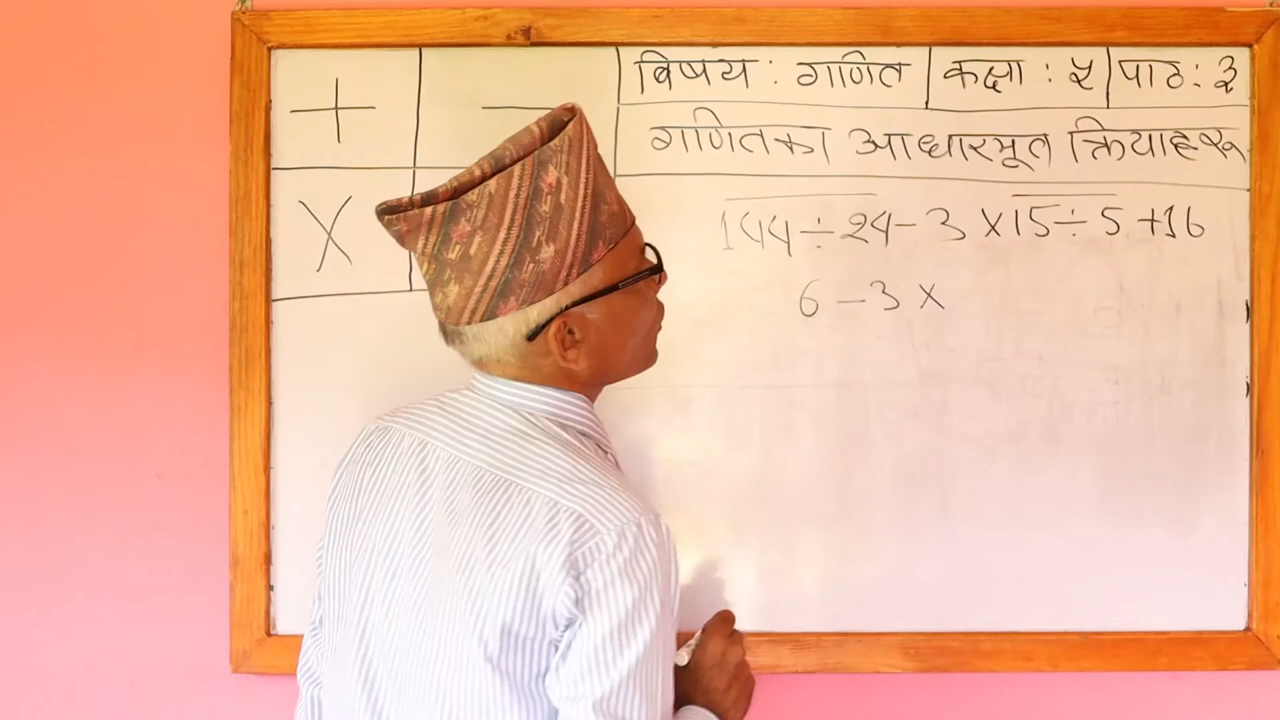 विषय : गणित कक्षा : ५ पाठ : ३
गणितका आधारभूत क्रियाहरू
+ −
×
144 ÷ 24 − 3 × 15 ÷ 5 + 16
6 − 3 ×